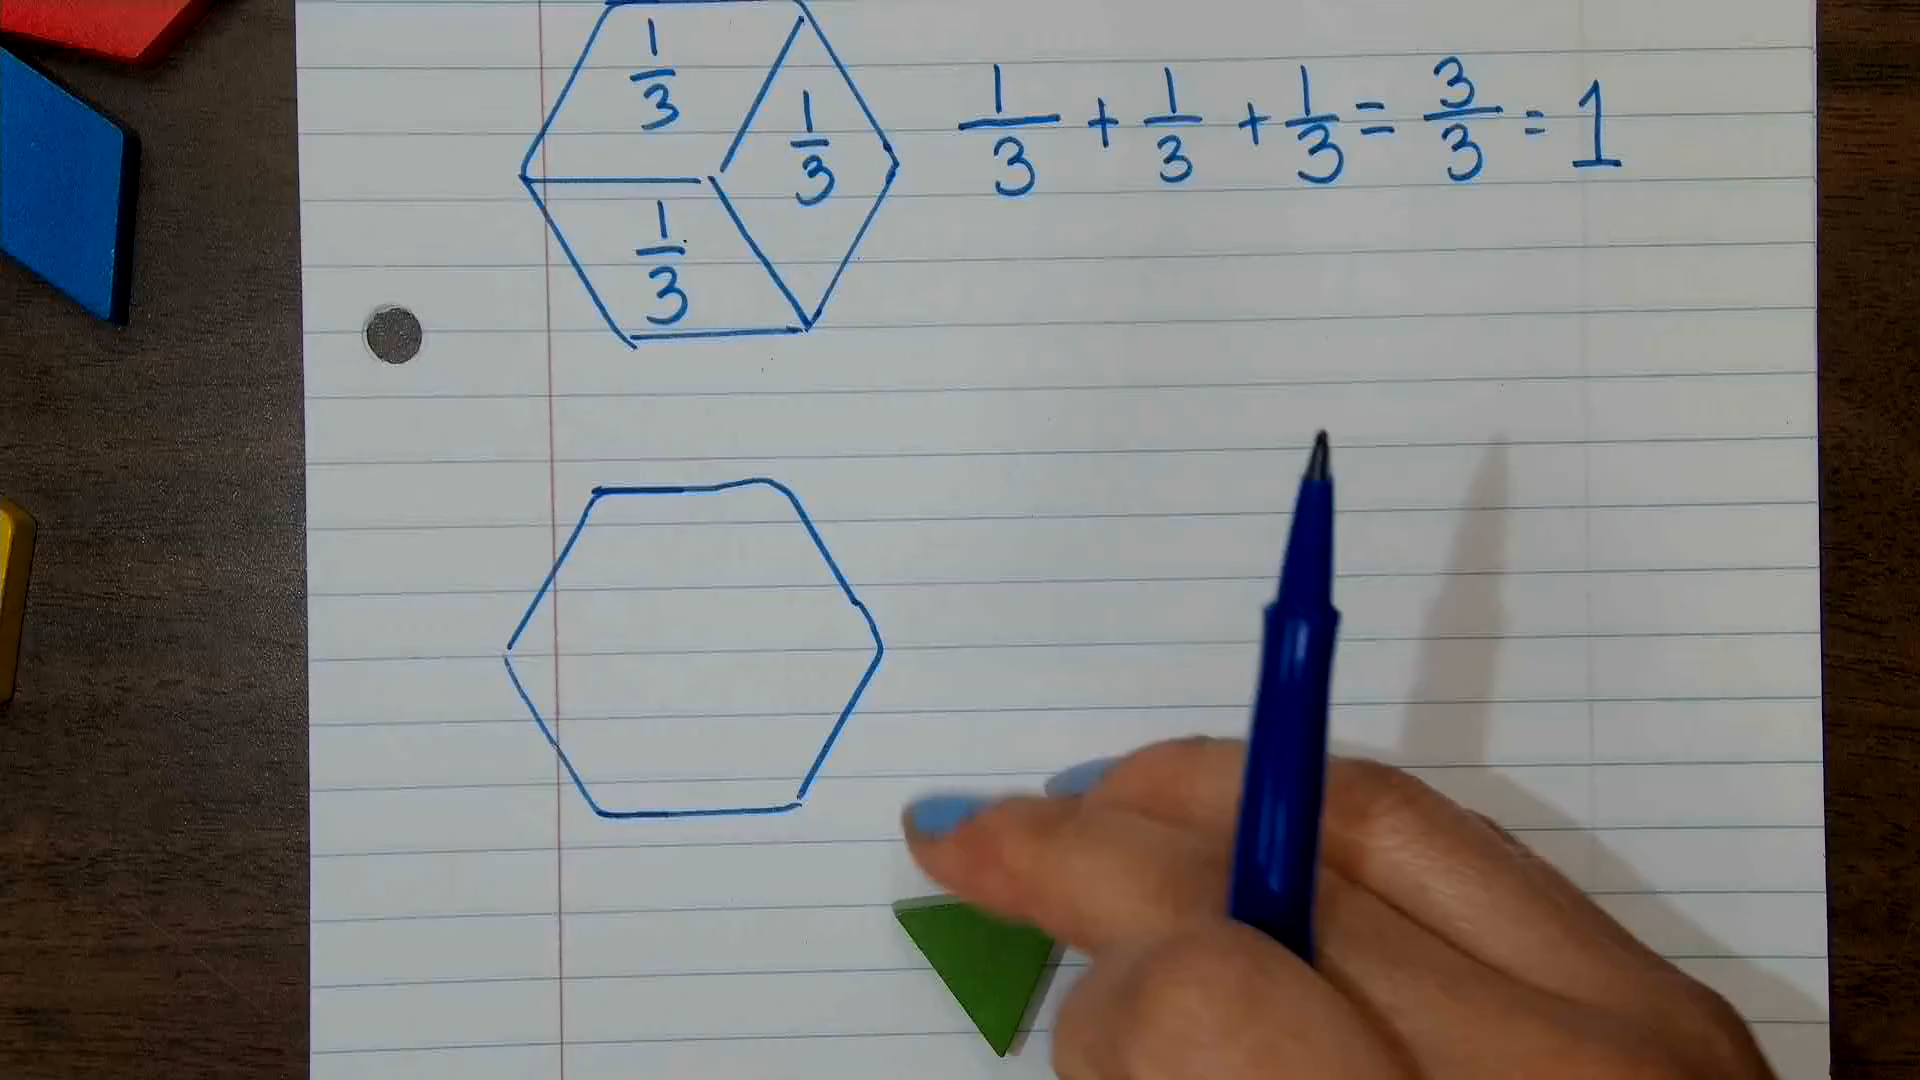 1/3
1/3
1/3
1/3 + 1/3 + 1/3 = 3/3 = 1